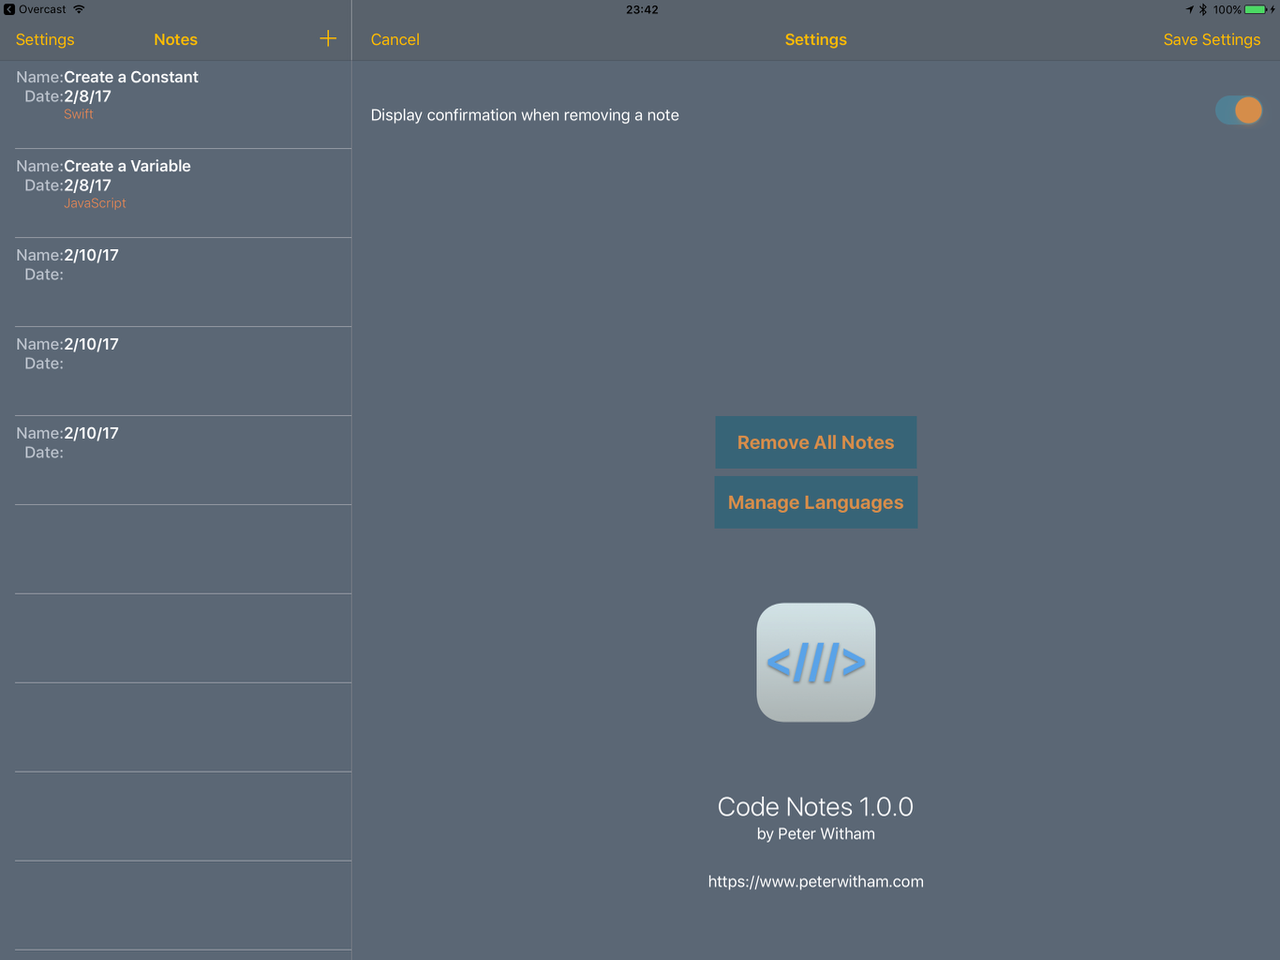 Overcast
23:42
100%
Settings
Notes
+
Name:Create a Constant
Date:2/8/17
Swift
Name:Create a Variable
Date:2/8/17
JavaScript
Name:2/10/17
Date:
Name:2/10/17
Date:
Name:2/10/17
Date:
Cancel
Settings
Save Settings
Display confirmation when removing a note
Remove All Notes
Manage Languages
<///>
Code Notes 1.0.0
by Peter Witham
https://www.peterwitham.com